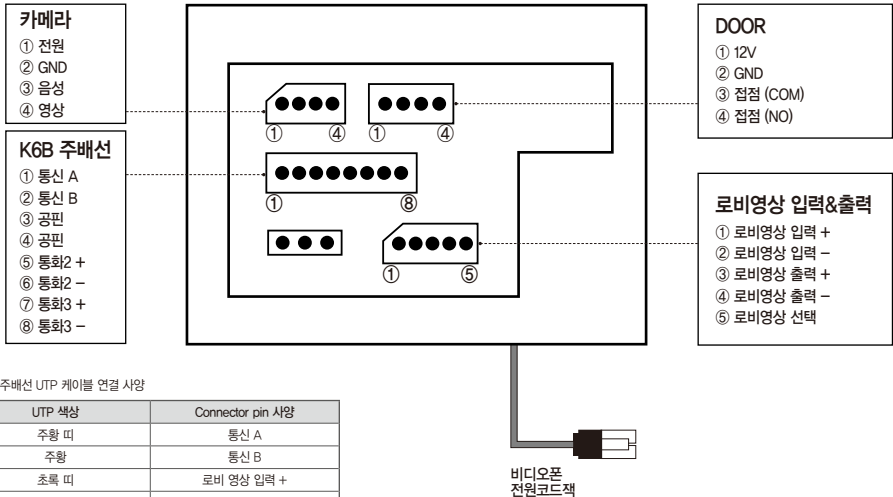 카메라
① 전원
② GND
③ 음성
④ 영상
K6B 주배선
① 통신 A
② 통신 B
③ 공핀
④ 공핀
⑤ 통화2 +
⑥ 통화2 −
⑦ 통화3 +
⑧ 통화3 −
① ④ ① ④
① ⑧
① ⑤
DOOR
① 12V
② GND
③ 접점 (COM)
④ 접점 (NO)
로비영상 입력&출력
① 로비영상 입력 +
② 로비영상 입력 −
③ 로비영상 출력 +
④ 로비영상 출력 −
⑤ 로비영상 선택
비디오폰
전원코드잭
주배선 UTP 케이블 연결 사양
UTP 색상 Connector pin 사양
주황 띠 통신 A
주황 통신 B
초록 띠 로비 영상 입력 +